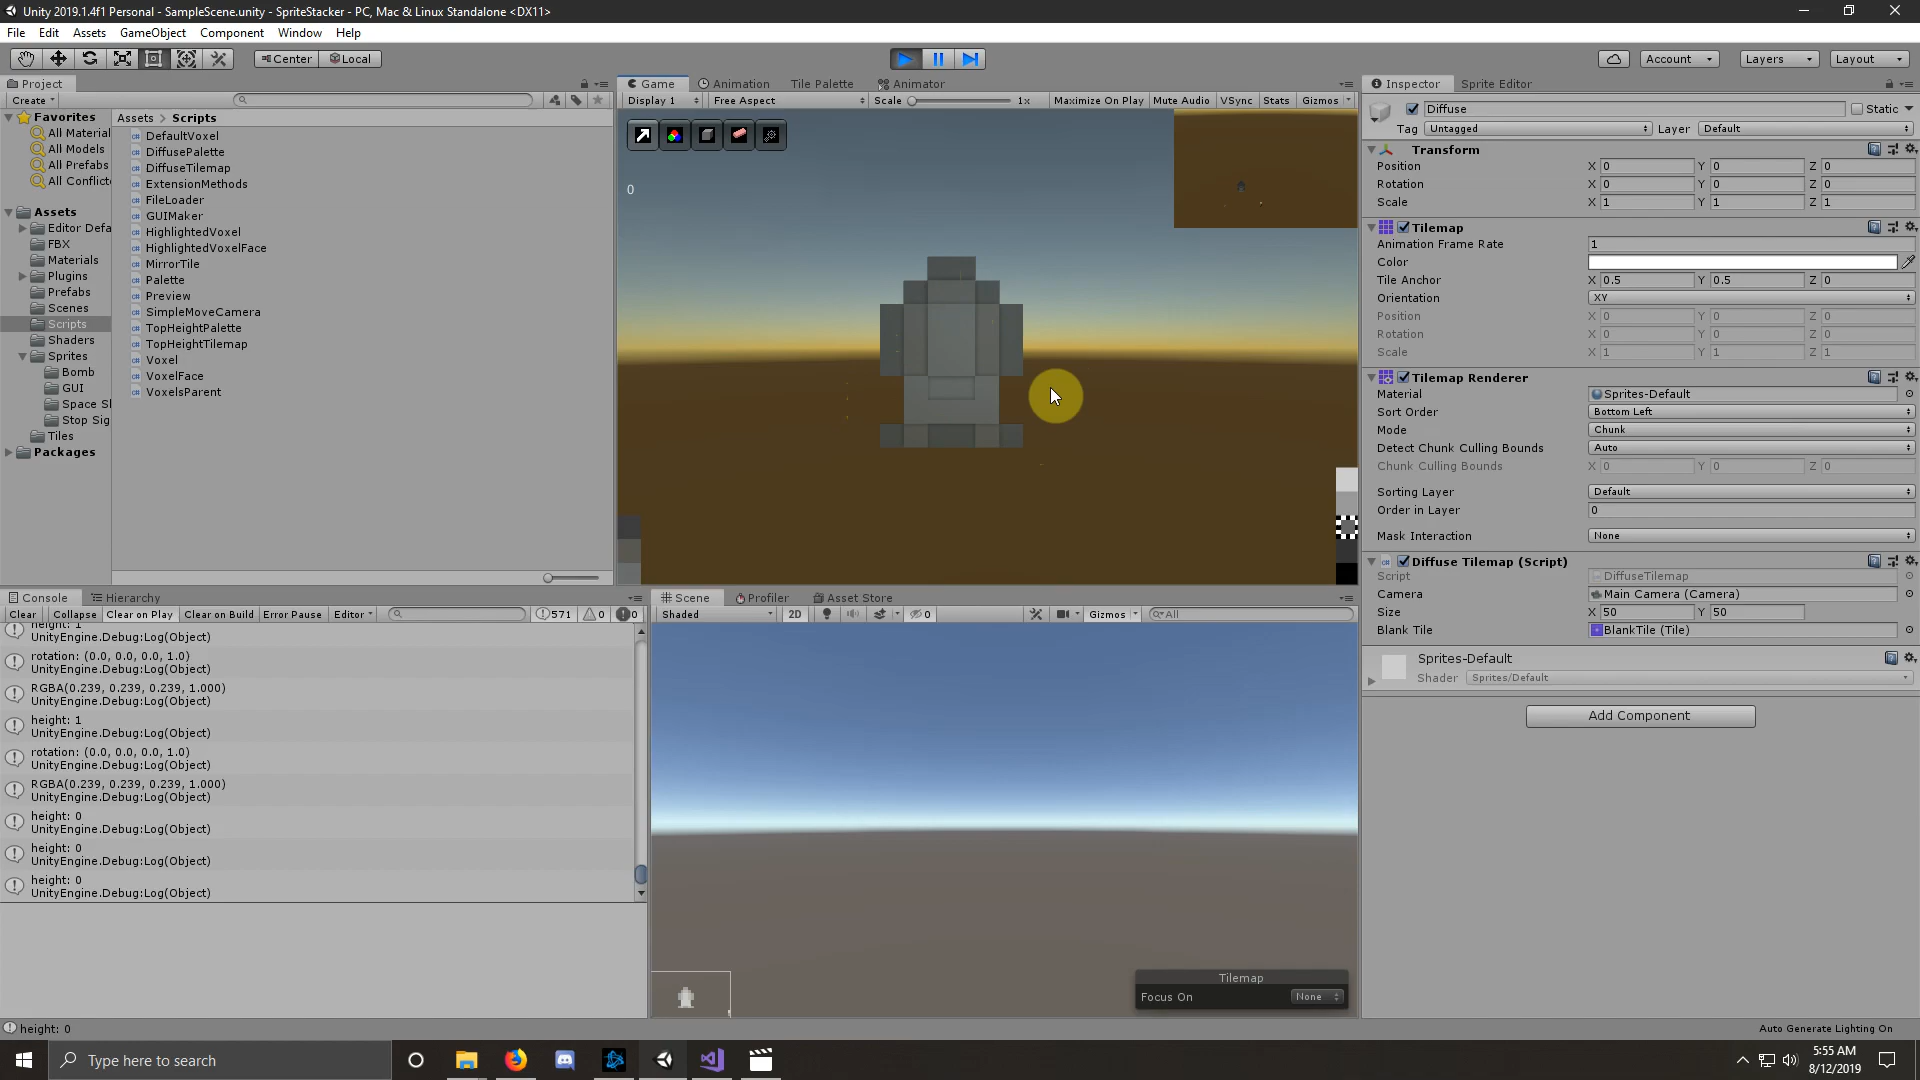 Unity 2019.1.4f1 Personal - SampleScene.unity - SpriteStacker - PC, Mac & Linux Standalone <DX11>
File Edit Assets GameObject Component Window Help
Center Local Account Layers Layout
Project
Create
Favorites
All Material
All Models
All Prefabs
All Conflict
Assets
Editor Defa
FBX
Materials
Plugins
Prefabs
Scenes
Scripts
Shaders
Sprites
Bomb
GUI
Space Sl
Stop Sig
Tiles
Packages
Assets > Scripts
DefaultVoxel
DiffusePalette
DiffuseTilemap
ExtensionMethods
FileLoader
GUIMaker
HighlightedVoxel
HighlightedVoxelFace
MirrorTile
Palette
Preview
SimpleMoveCamera
TopHeightPalette
TopHeightTilemap
Voxel
VoxelFace
VoxelsParent
Game Animation Tile Palette Animator
Display 1 Free Aspect Scale 1x Maximize On Play Mute Audio VSync Stats Gizmos
0
Inspector Sprite Editor
Diffuse Static
Tag Untagged Layer Default
Transform
Position X 0 Y 0 Z 0
Rotation X 0 Y 0 Z 0
Scale X 1 Y 1 Z 1
Tilemap
Animation Frame Rate 1
Color
Tile Anchor X 0.5 Y 0.5 Z 0
Orientation XY
Position X 0 Y 0 Z 0
Rotation X 0 Y 0 Z 0
Scale X 1 Y 1 Z 1
Tilemap Renderer
Material Sprites-Default
Sort Order Bottom Left
Mode Chunk
Detect Chunk Culling Bounds Auto
Chunk Culling Bounds X 0 Y 0 Z 0
Sorting Layer Default
Order in Layer 0
Mask Interaction None
Diffuse Tilemap (Script)
Script DiffuseTilemap
Camera Main Camera (Camera)
Size X 50 Y 50
Blank Tile BlankTile (Tile)
Sprites-Default
Shader Sprites/Default
Add Component
Console Hierarchy
Clear Collapse Clear on Play Clear on Build Error Pause Editor 571 0 0
height: 1
UnityEngine.Debug:Log(Object)
rotation: (0.0, 0.0, 0.0, 1.0)
UnityEngine.Debug:Log(Object)
RGBA(0.239, 0.239, 0.239, 1.000)
UnityEngine.Debug:Log(Object)
height: 1
UnityEngine.Debug:Log(Object)
rotation: (0.0, 0.0, 0.0, 1.0)
UnityEngine.Debug:Log(Object)
RGBA(0.239, 0.239, 0.239, 1.000)
UnityEngine.Debug:Log(Object)
height: 0
UnityEngine.Debug:Log(Object)
height: 0
UnityEngine.Debug:Log(Object)
height: 0
UnityEngine.Debug:Log(Object)
Scene Profiler Asset Store
Shaded 2D 0 Gizmos All
Tilemap
Focus On None
height: 0
Auto Generate Lighting On
Type here to search
5:55 AM
8/12/2019